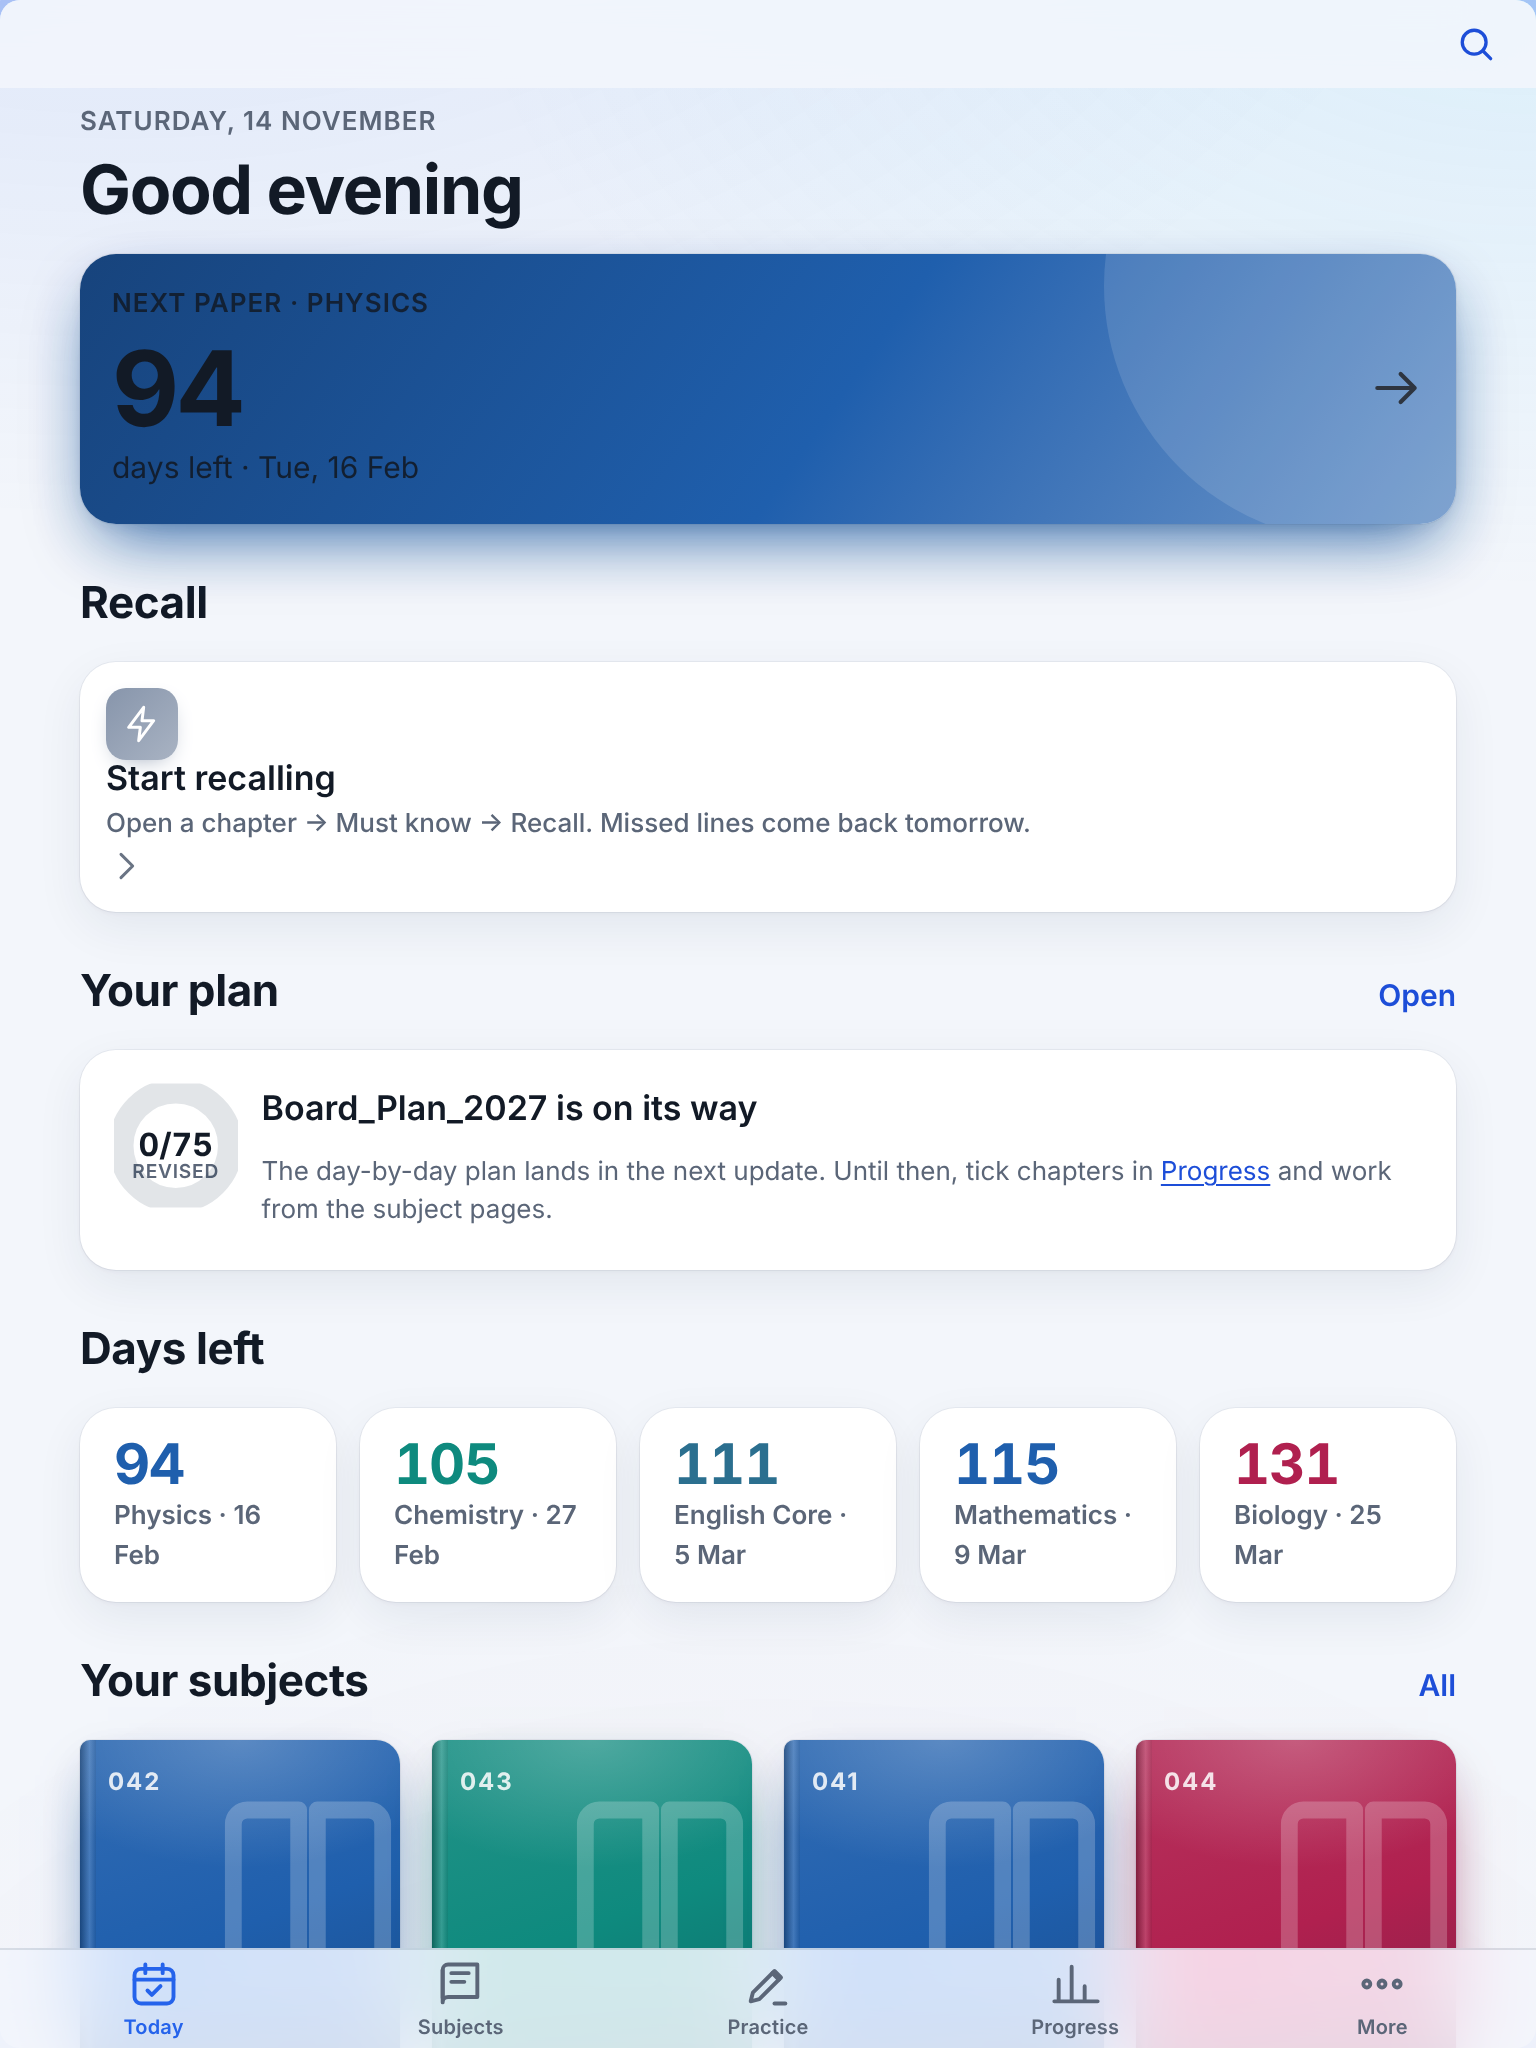 SATURDAY, 14 NOVEMBER
Good evening
NEXT PAPER · PHYSICS
94
days left · Tue, 16 Feb
Recall
Start recalling
Open a chapter → Must know → Recall. Missed lines come back tomorrow.
Your plan
Open
0/75
REVISED
Board_Plan_2027 is on its way
The day-by-day plan lands in the next update. Until then, tick chapters in Progress and work
from the subject pages.
Days left
94
Physics · 16
Feb
105
Chemistry · 27
Feb
111
English Core ·
5 Mar
115
Mathematics ·
9 Mar
131
Biology · 25
Mar
Your subjects
All
042
043
041
044
Today
Subjects
Practice
Progress
More